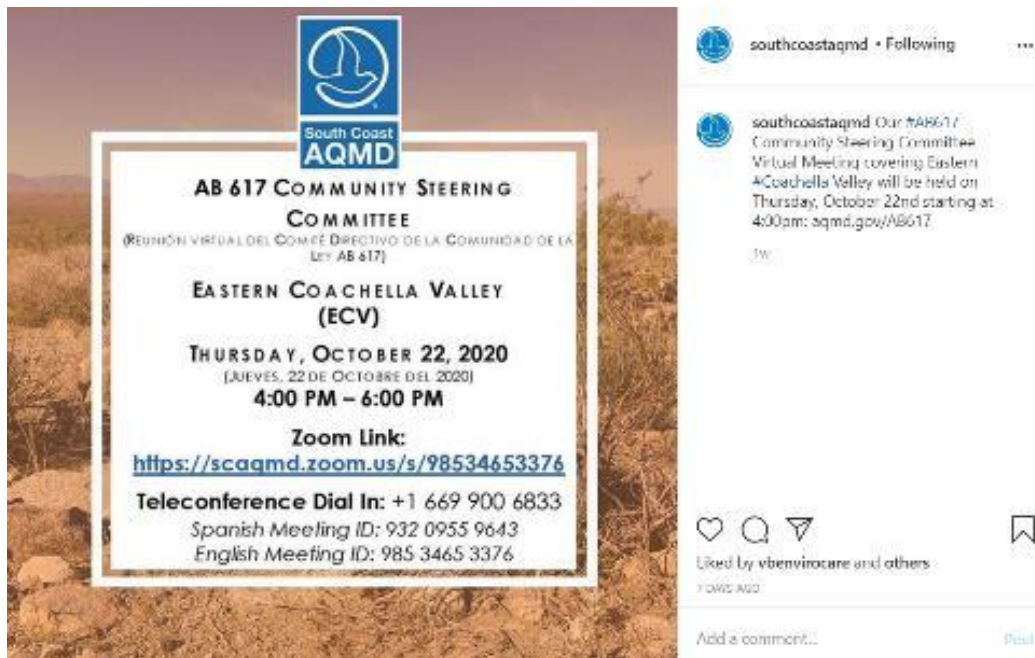 South Coast
AQMD
AB 617 COMMUNITY STEERING
COMMITTEE
(REUNIÓN VIRTUAL DEL COMITÉ DIRECTIVO DE LA COMUNIDAD DE LA
LEY AB 617)
EASTERN COACHELLA VALLEY
(ECV)
THURSDAY, OCTOBER 22, 2020
(JUEVES, 22 DE OCTOBRE DEL 2020)
4:00 PM – 6:00 PM
Zoom Link:
https://scaqmd.zoom.us/s/98534653376
Teleconference Dial In: +1 669 900 6833
Spanish Meeting ID: 932 0955 9643
English Meeting ID: 985 3465 3376
southcoastaqmd • Following
southcoastaqmd Our #AB617
Community Steering Committee
Virtual Meeting covering Eastern
#Coachella Valley will be held on
Thursday, October 22nd starting at
4:00pm: aqmd.gov/AB617
1w
Liked by vbenvirocare and others
7 DAYS AGO
Add a comment...
Post